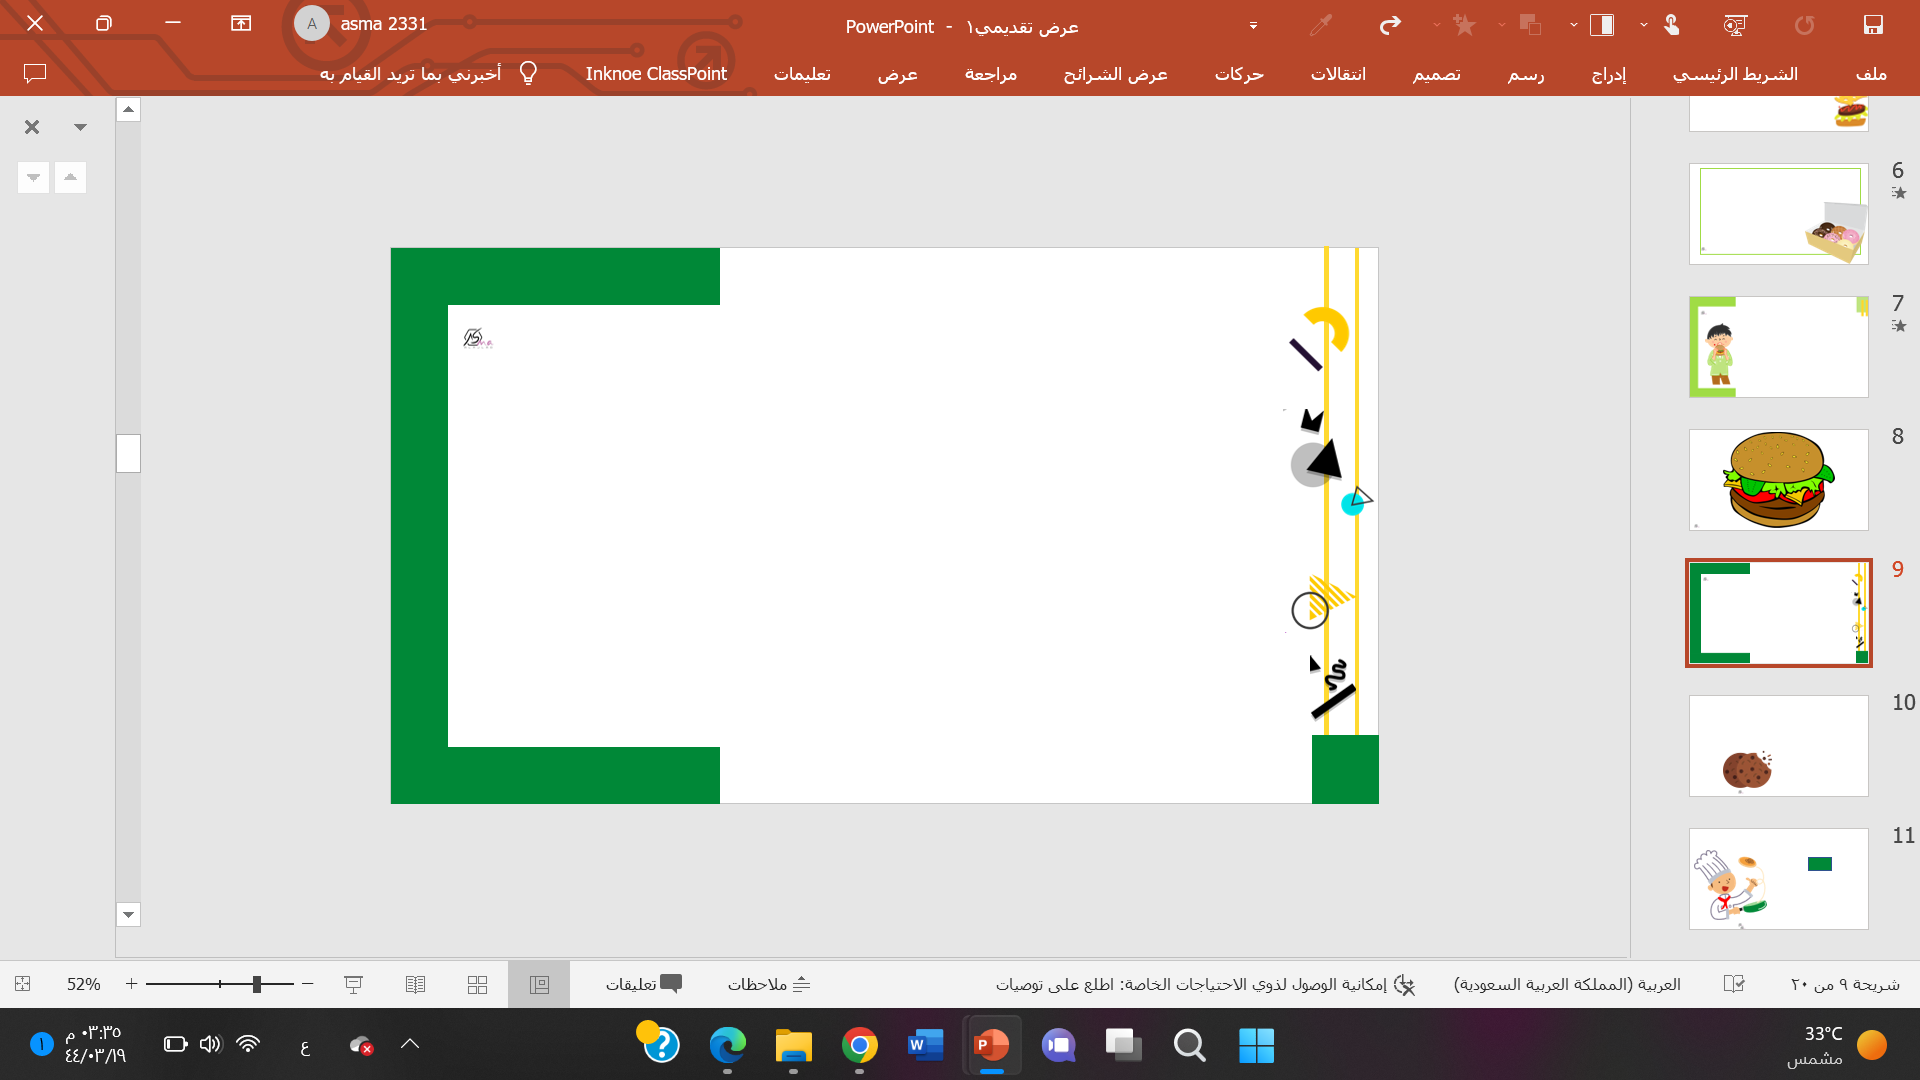 asma 2331
A
عرض تقديمي١ - PowerPoint
ملف
الشريط الرئيسي
إدراج
رسم
تصميم
انتقالات
حركات
عرض الشرائح
مراجعة
عرض
تعليمات
Inknoe ClassPoint
أخبرني بما تريد القيام به
6
7
8
9
10
11
شريحة ٩ من ٢٠
العربية (المملكة العربية السعودية)
إمكانية الوصول لذوي الاحتياجات الخاصة: اطلع على توصيات
ملاحظات
تعليقات
52%
33°C
مشمس
ع
٠٣:٣٥ م
٤٤/٠٣/١٩
١